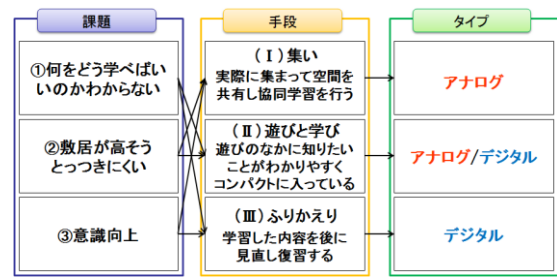 課題
①何をどう学べばい
いのかわからない
②敷居が高そう
とっつきにくい
③意識向上
手段
(Ⅰ)集い
実際に集まって空間を
共有し協同学習を行う
(Ⅱ)遊びと学び
遊びのなかに知りたい
ことがわかりやすく
コンパクトに入っている
(Ⅲ)ふりかえり
学習した内容を後に
見直し復習する
タイプ
アナログ
アナログ/デジタル
デジタル